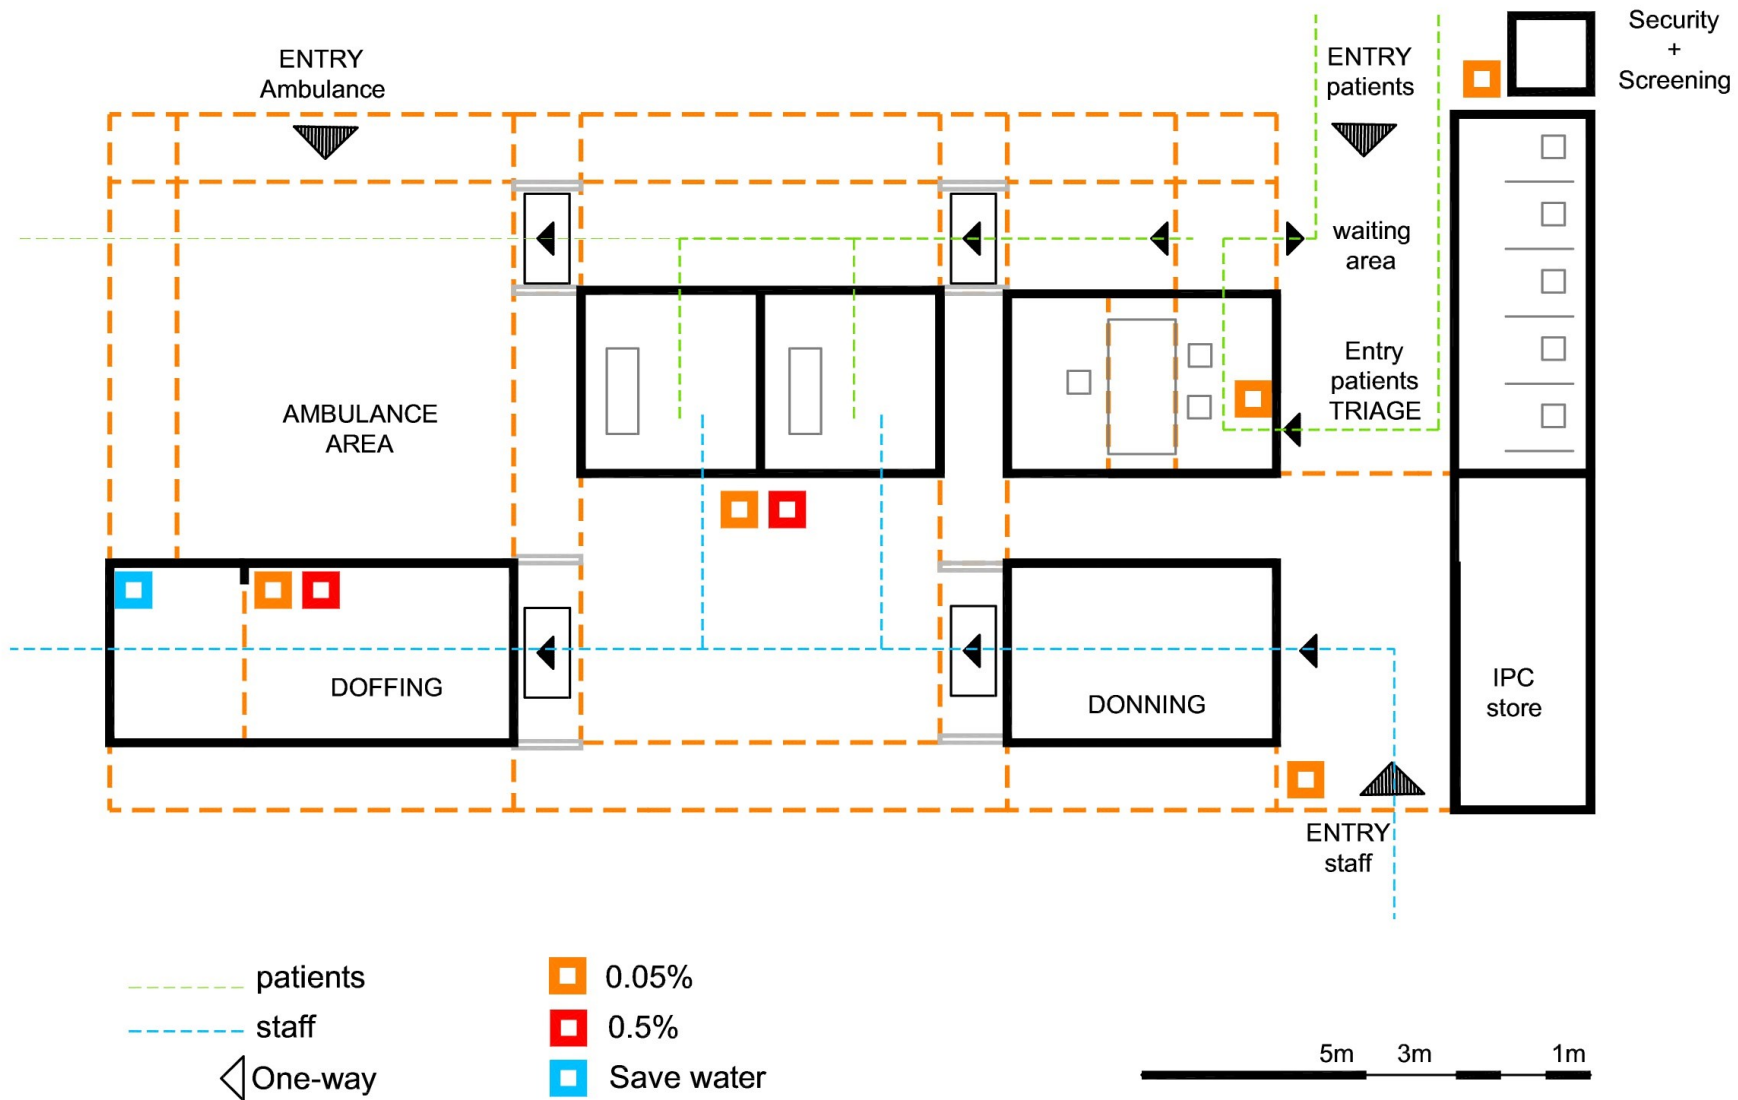 Security
+
Screening
ENTRY
Ambulance
ENTRY
patients
waiting
area
Entry
patients
TRIAGE
AMBULANCE
AREA
DOFFING
DONNING
IPC
store
ENTRY
staff
patients
staff
One-way
0.05%
0.5%
Save water
5m 3m 1m